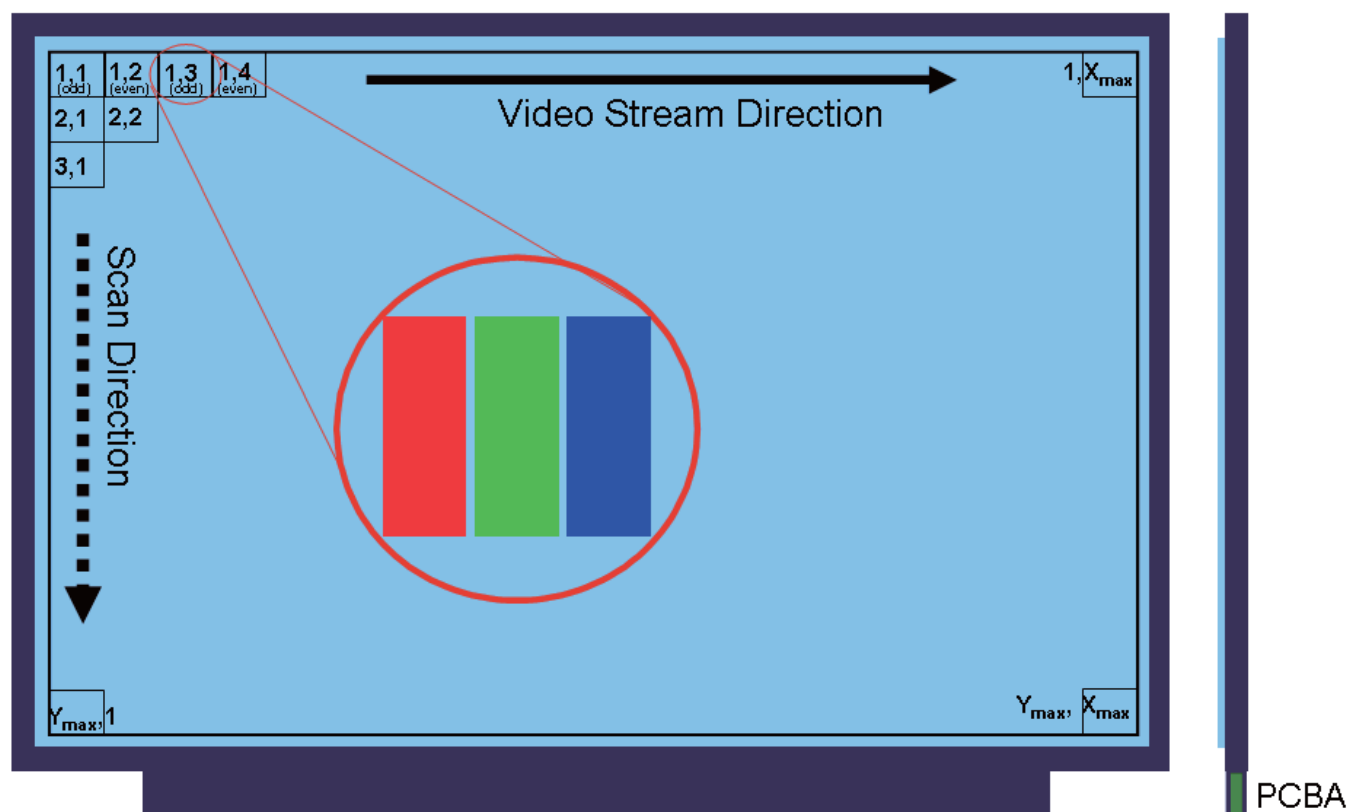 1,1 1,2 1,3 1,4 1,Xmax
(odd) (even) (odd) (even)
Video Stream Direction
2,1 2,2
3,1
Scan Direction
Ymax,1 Ymax, Xmax
PCBA